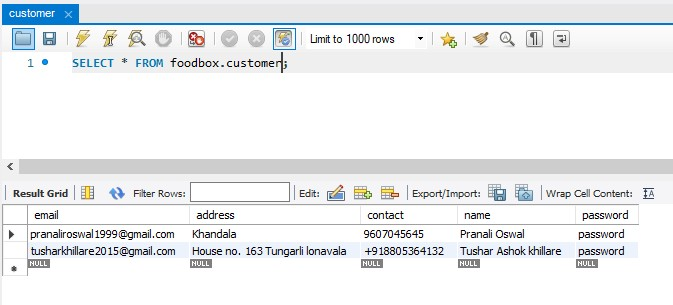 customer ×
Limit to 1000 rows
1 SELECT * FROM foodbox.customer;
Result Grid Filter Rows: Edit: Export/Import: Wrap Cell Content: IA
email address contact name password
pranaliroswal1999@gmail.com Khandala 9607045645 Pranali Oswal password
tusharkhillare2015@gmail.com House no. 163 Tungarli lonavala +918805364132 Tushar Ashok khillare password
NULL NULL NULL NULL NULL